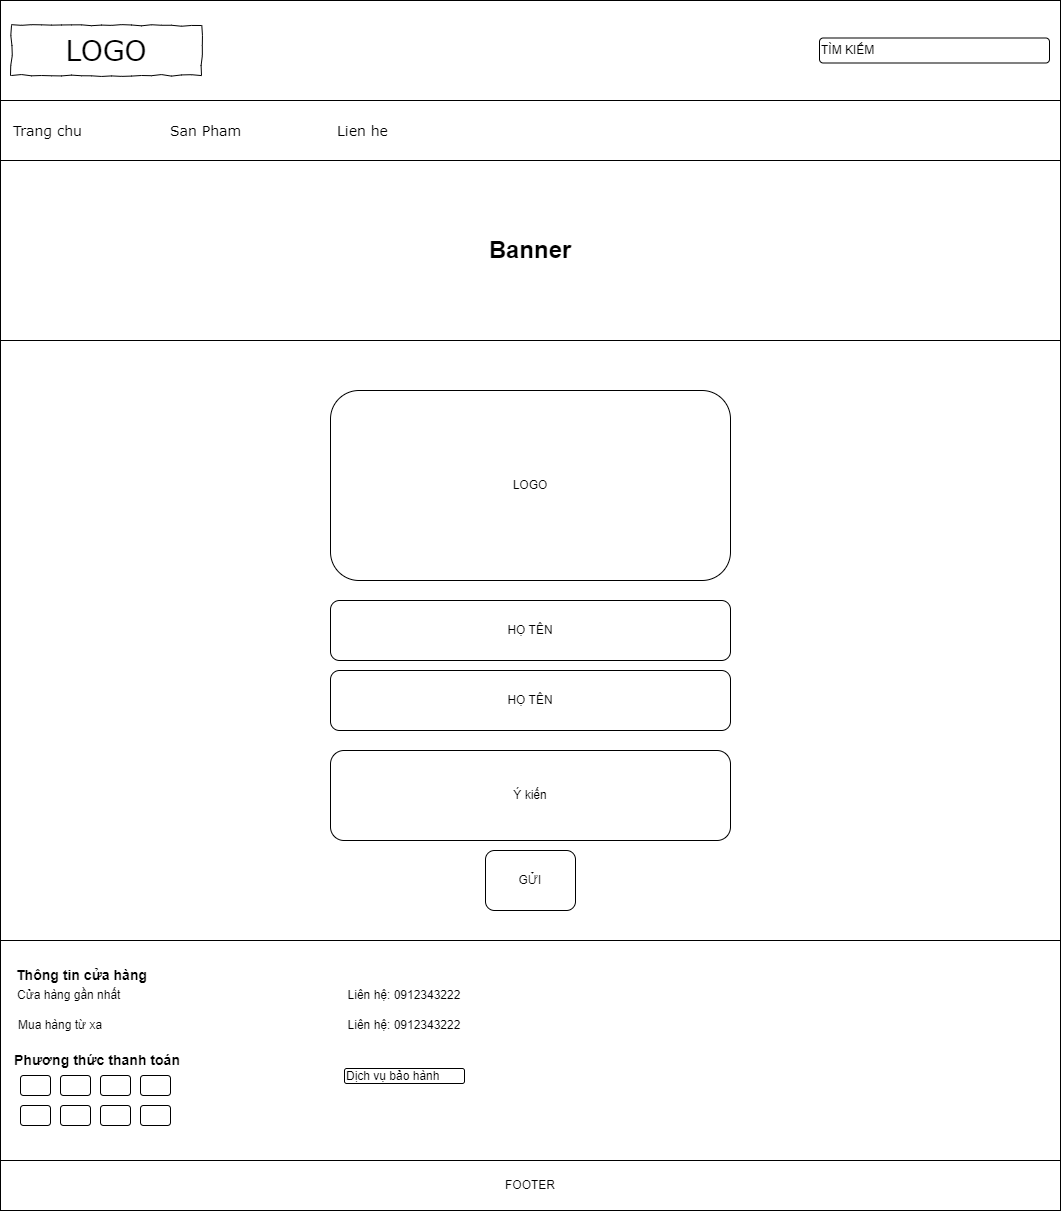 LOGO
TÌM KIẾM
Trang chu
San Pham
Lien he
Banner
LOGO
HỌ TÊN
HỌ TÊN
Ý kiến
GỬI
Thông tin cửa hàng
Cửa hàng gần nhất
Liên hệ: 0912343222
Mua hàng từ xa
Liên hệ: 0912343222
Phương thức thanh toán
Dịch vụ bảo hành
FOOTER